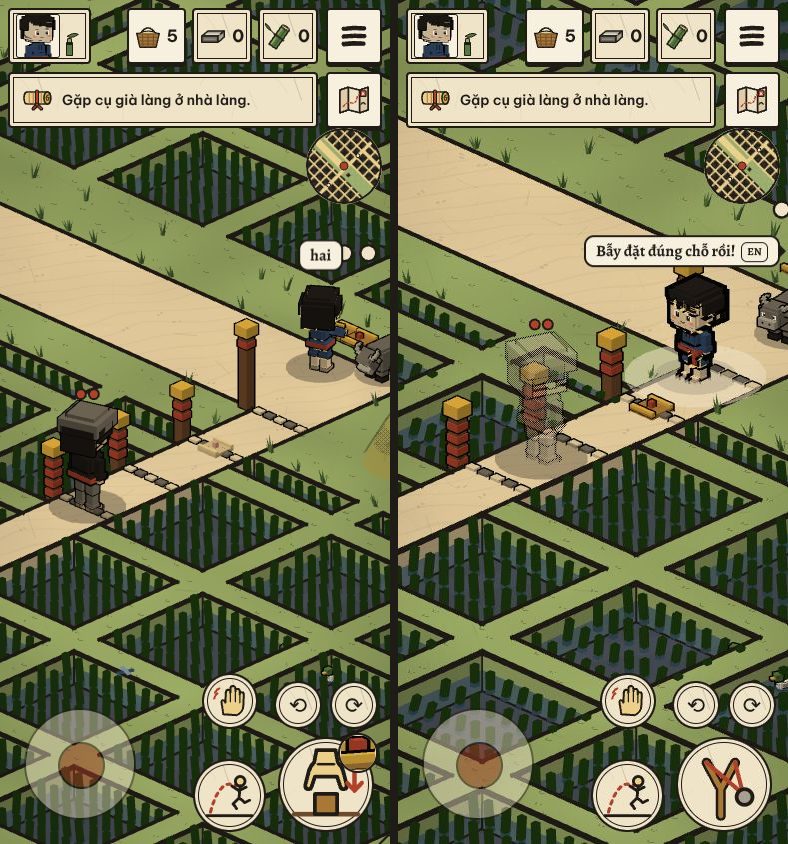 5
0
0
Gặp cụ già làng ở nhà làng.
hai
5
0
0
Gặp cụ già làng ở nhà làng.
Bẫy đặt đúng chỗ rồi! EN